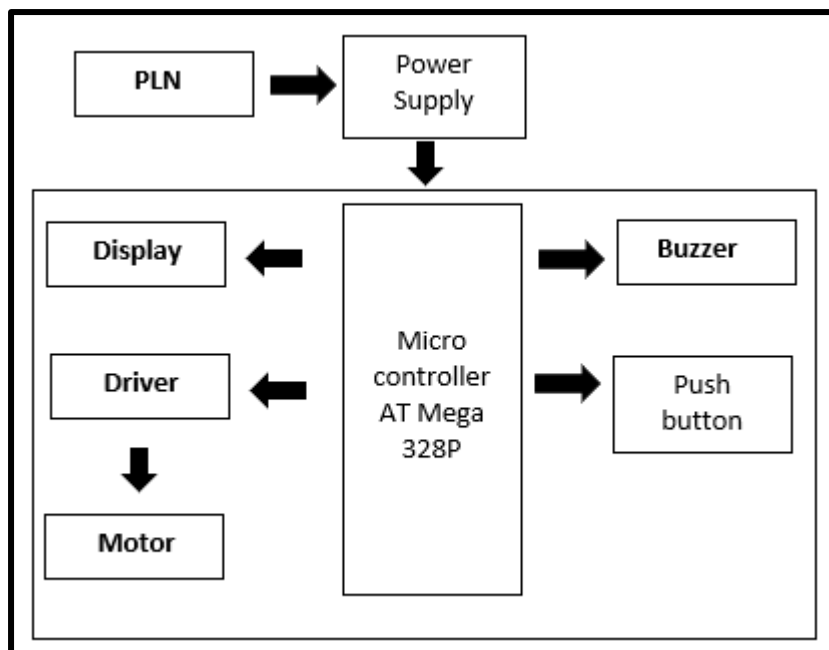 PLN
Power
Supply
Display
Buzzer
Micro
controller
AT Mega
328P
Driver
Push
button
Motor